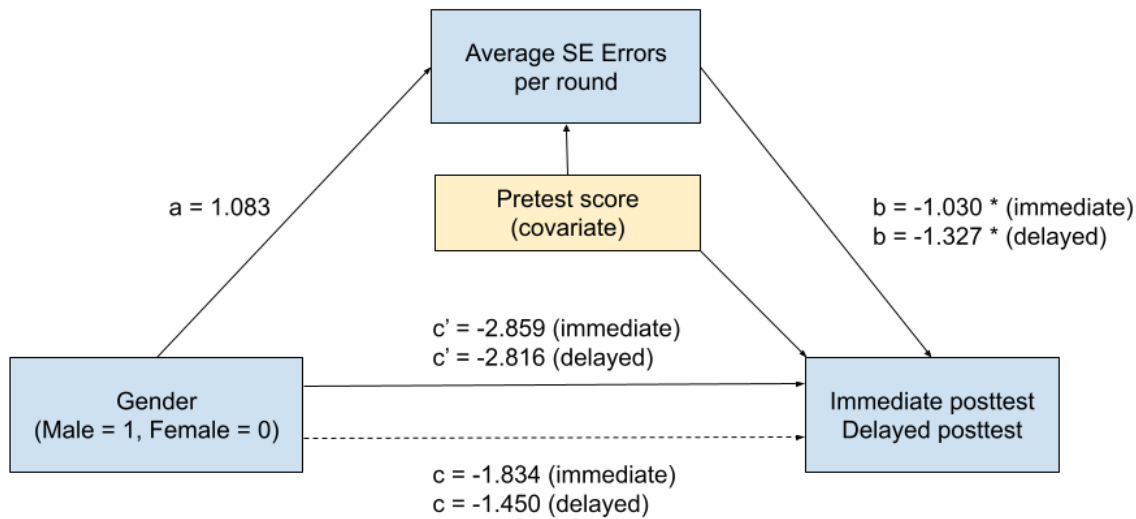 Average SE Errors
per round
Pretest score
(covariate)
a = 1.083
b = -1.030 * (immediate)
b = -1.327 * (delayed)
c’ = -2.859 (immediate)
c’ = -2.816 (delayed)
Gender
(Male = 1, Female = 0)
Immediate posttest
Delayed posttest
c = -1.834 (immediate)
c = -1.450 (delayed)